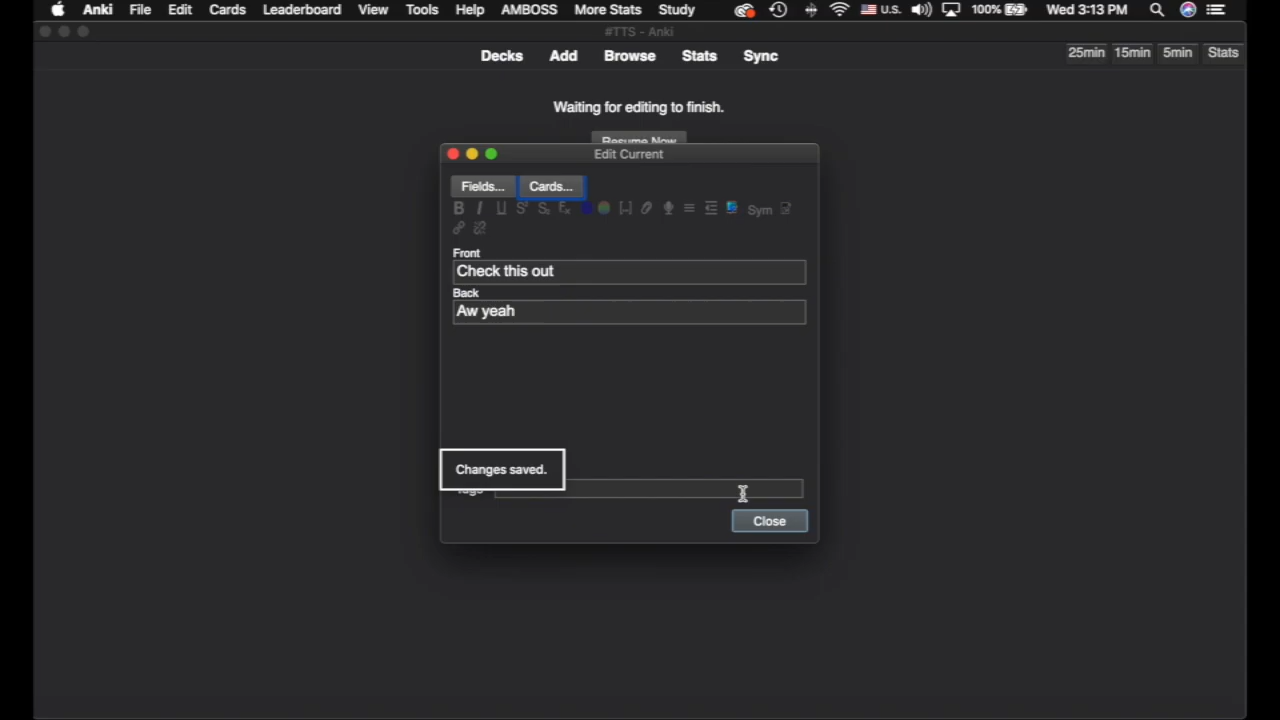 Anki File Edit Cards Leaderboard View Tools Help AMBOSS More Stats Study U.S. 100% Wed 3:13 PM
#TTS - Anki
Decks Add Browse Stats Sync 25min 15min 5min Stats
Waiting for editing to finish.
Resume Now
Edit Current
Fields... Cards...
B I U Sym
Front
Check this out
Back
Aw yeah
Changes saved.
Tags
Close